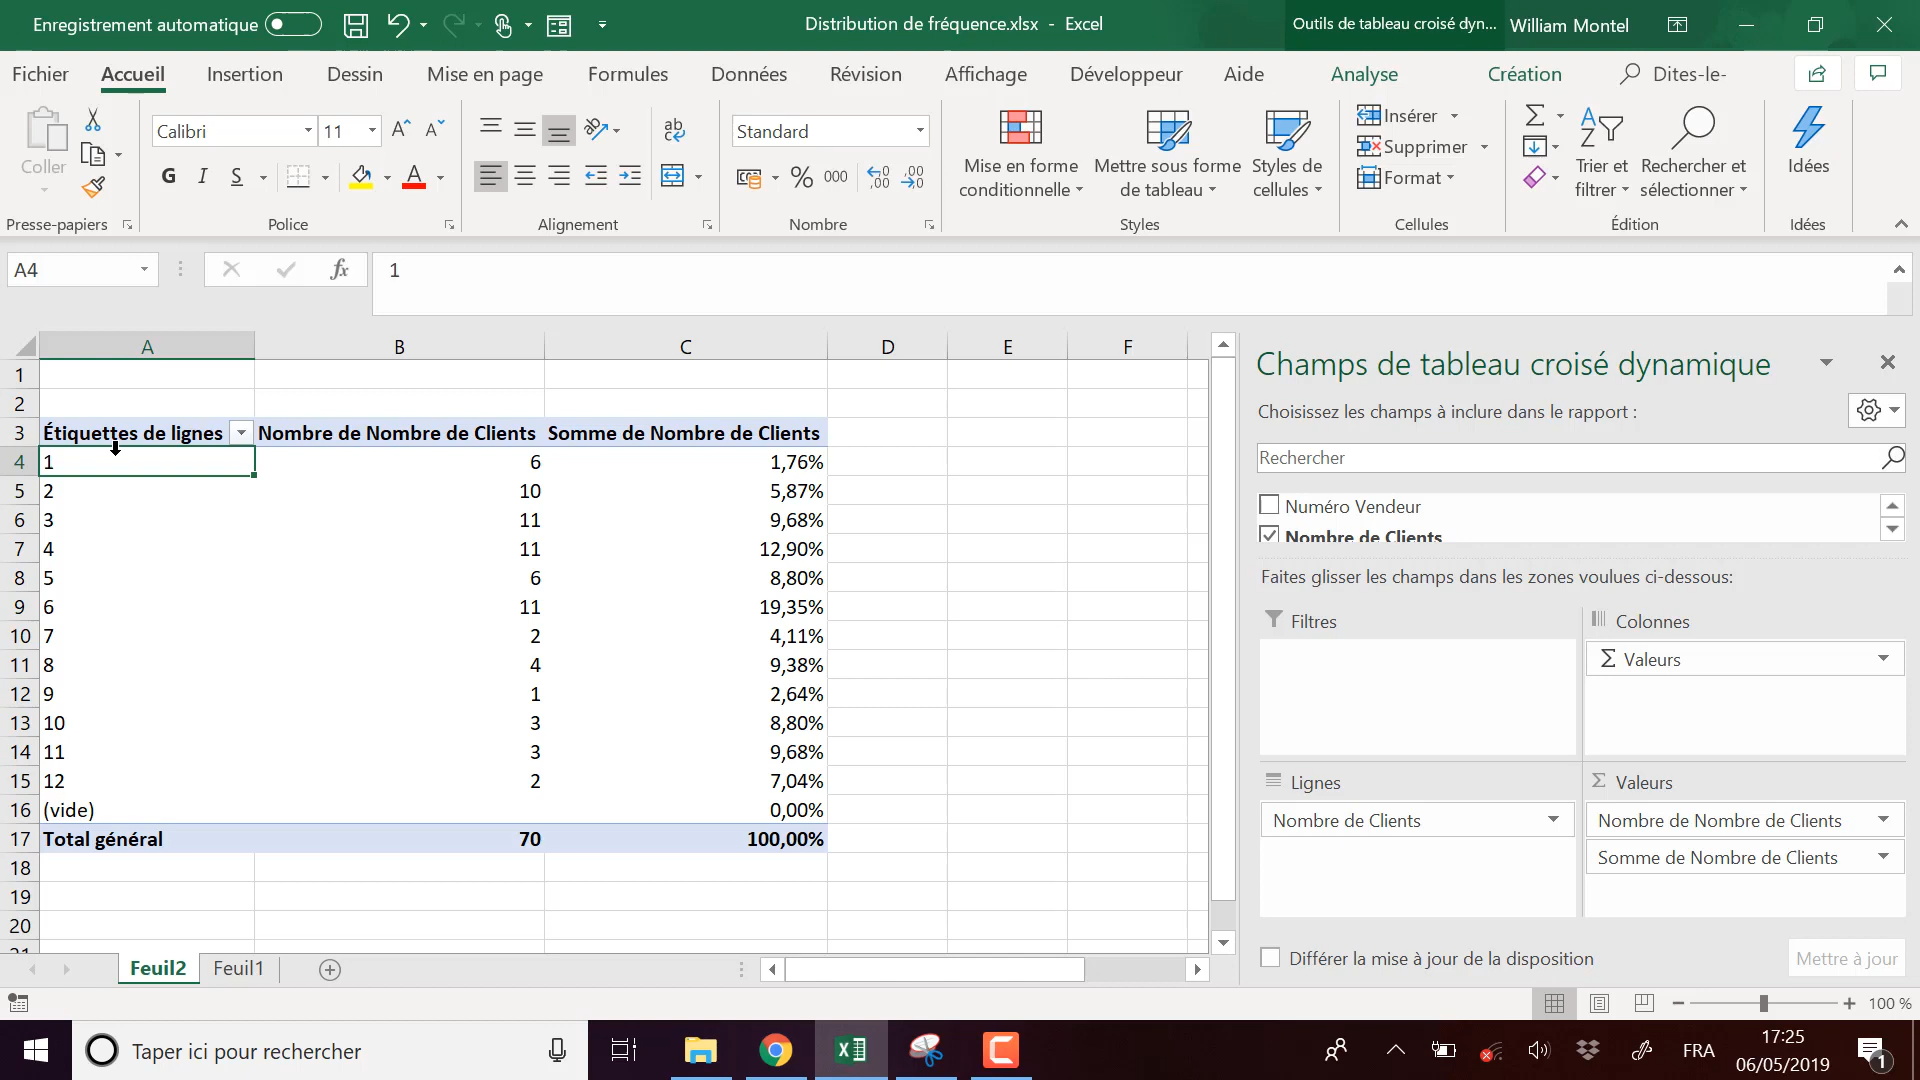 Enregistrement automatique
Distribution de fréquence.xlsx - Excel
Outils de tableau croisé dyn...
William Montel
Fichier Accueil Insertion Dessin Mise en page Formules Données Révision Affichage Développeur Aide Analyse Création Dites-le-
Coller
Presse-papiers
Calibri 11
G I S
Police
ab
Alignement
Standard
% 000
Nombre
Mise en forme conditionnelle
Mettre sous forme de tableau
Styles de cellules
Styles
Insérer
Supprimer
Format
Cellules
Trier et filtrer
Rechercher et sélectionner
Édition
Idées
Idées
A4 fx 1
A B C D E F
1
2
3 Étiquettes de lignes Nombre de Nombre de Clients Somme de Nombre de Clients
4 1 6 1,76%
5 2 10 5,87%
6 3 11 9,68%
7 4 11 12,90%
8 5 6 8,80%
9 6 11 19,35%
10 7 2 4,11%
11 8 4 9,38%
12 9 1 2,64%
13 10 3 8,80%
14 11 3 9,68%
15 12 2 7,04%
16 (vide) 0,00%
17 Total général 70 100,00%
18
19
20
21
Champs de tableau croisé dynamique
Choisissez les champs à inclure dans le rapport :
Rechercher
Numéro Vendeur
Nombre de Clients
Faites glisser les champs dans les zones voulues ci-dessous:
Filtres
Colonnes
Σ Valeurs
Lignes
Nombre de Clients
Σ Valeurs
Nombre de Nombre de Clients
Somme de Nombre de Clients
Différer la mise à jour de la disposition
Mettre à jour
Feuil2 Feuil1
100 %
Taper ici pour rechercher
FRA
17:25
06/05/2019
1